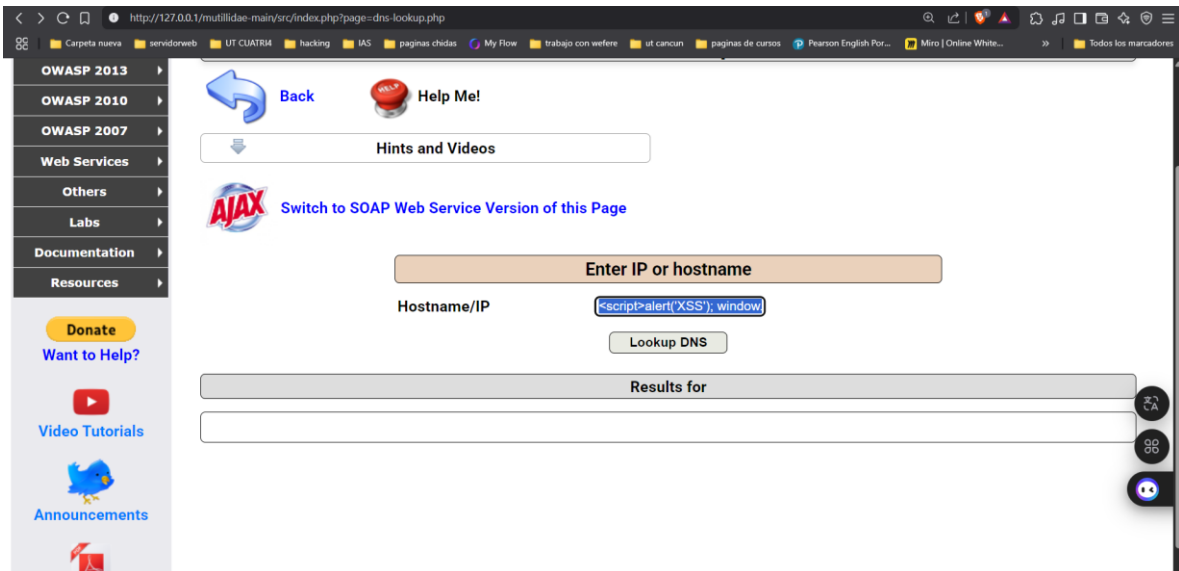 http://127.0.0.1/mutillidae-main/src/index.php?page=dns-lookup.php
Carpeta nueva servidorweb UT CUATRI4 hacking IAS paginas chidas My Flow trabajo con wefere ut cancun paginas de cursos Pearson English Por... Miro | Online White... » Todos los marcadores
OWASP 2013
OWASP 2010
OWASP 2007
Web Services
Others
Labs
Documentation
Resources
Donate
Want to Help?
Video Tutorials
Announcements
Back
HELP
Help Me!
Hints and Videos
AJAX
Switch to SOAP Web Service Version of this Page
Enter IP or hostname
Hostname/IP
<script>alert('XSS'); window.
Lookup DNS
Results for